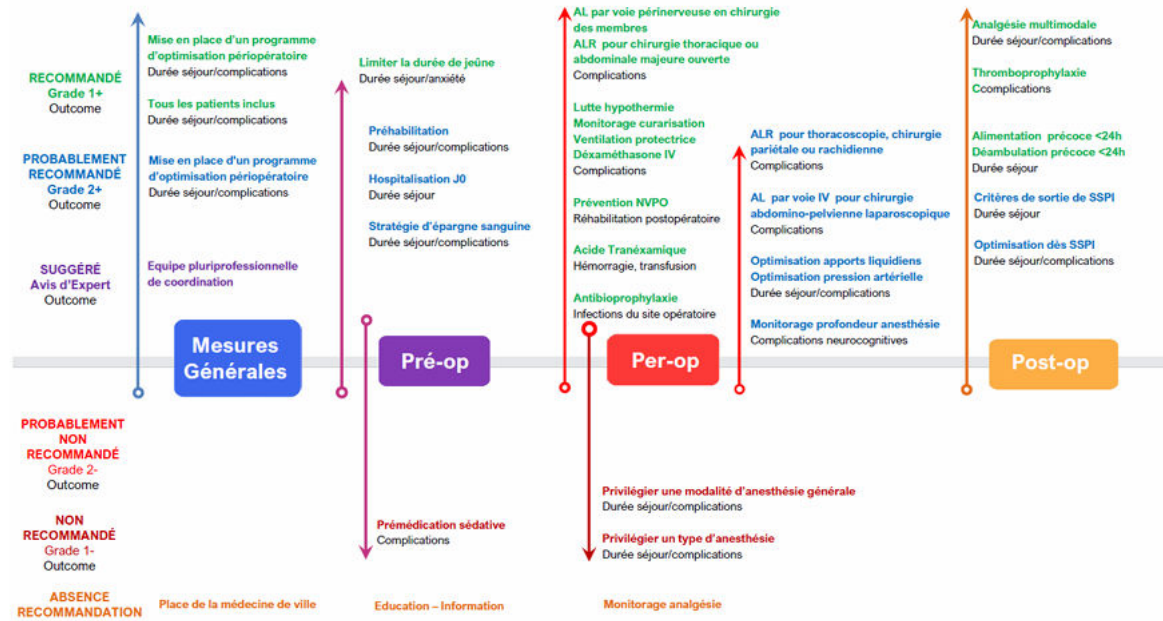 RECOMMANDÉ
Grade 1+
Outcome
PROBABLEMENT
RECOMMANDÉ
Grade 2+
Outcome
SUGGÉRÉ
Avis d'Expert
Outcome
Mise en place d'un programme
d'optimisation périopératoire
Durée séjour/complications
Tous les patients inclus
Durée séjour/complications
Mise en place d'un programme
d'optimisation périopératoire
Durée séjour/complications
Equipe pluriprofessionnelle
de coordination
Mesures
Générales
Limiter la durée de jeûne
Durée séjour/anxiété
Préhabilitation
Durée séjour/complications
Hospitalisation J0
Durée séjour
Stratégie d'épargne sanguine
Durée séjour/complications
Pré-op
AL par voie périnerveuse en chirurgie
des membres
ALR pour chirurgie thoracique ou
abdominale majeure ouverte
Complications
Lutte hypothermie
Monitorage curarisation
Ventilation protectrice
Déxaméthasone IV
Complications
Prévention NVPO
Réhabilitation postopératoire
Acide Tranéxamique
Hémorragie, transfusion
Antibioprophylaxie
Infections du site opératoire
Per-op
ALR pour thoracoscopie, chirurgie
pariétale ou rachidienne
Complications
AL par voie IV pour chirurgie
abdomino-pelvienne laparoscopique
Complications
Optimisation apports liquidiens
Optimisation pression artérielle
Durée séjour/complications
Monitorage profondeur anesthésie
Complications neurocognitives
Analgésie multimodale
Durée séjour/complications
Thromboprophylaxie
Ccomplications
Alimentation précoce <24h
Déambulation précoce <24h
Durée séjour
Critères de sortie de SSPI
Durée séjour
Optimisation dès SSPI
Durée séjour/complications
Post-op
PROBABLEMENT
NON
RECOMMANDÉ
Grade 2-
Outcome
NON
RECOMMANDÉ
Grade 1-
Outcome
Prémédication sédative
Complications
Privilégier une modalité d'anesthésie générale
Durée séjour/complications
Privilégier un type d'anesthésie
Durée séjour/complications
ABSENCE
RECOMMANDATION
Place de la médecine de ville
Education – Information
Monitorage analgésie